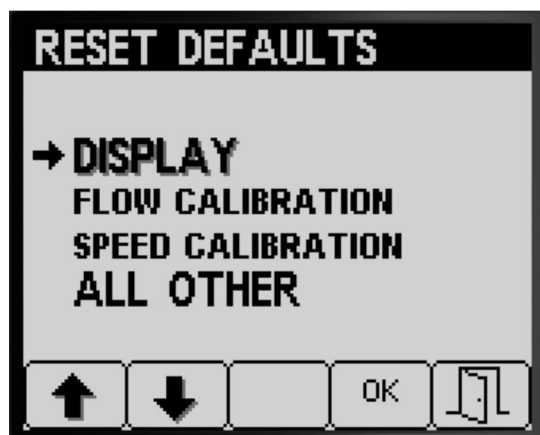 RESET DEFAULTS
DISPLAY
FLOW CALIBRATION
SPEED CALIBRATION
ALL OTHER
OK